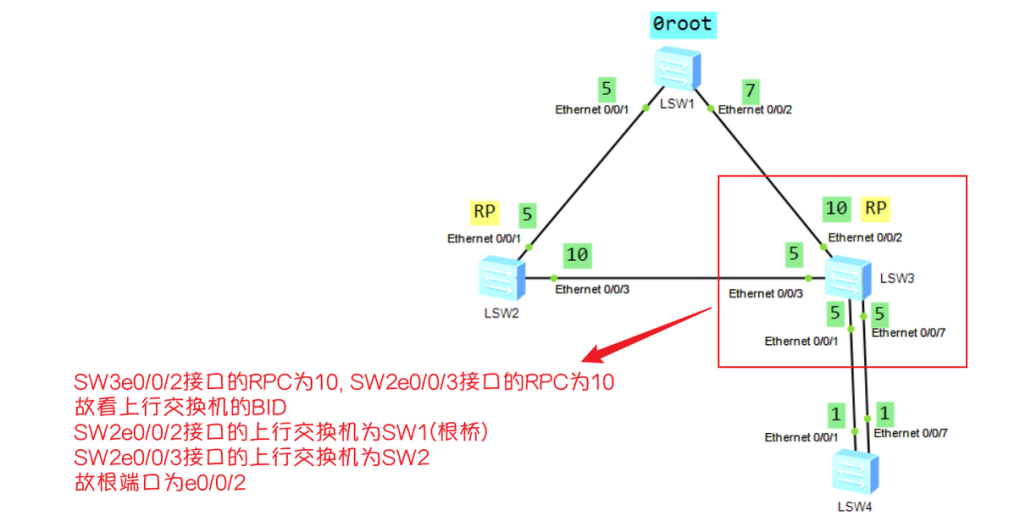 0root
LSW1
5
7
Ethernet 0/0/1
Ethernet 0/0/2
RP
5
10
RP
Ethernet 0/0/1
Ethernet 0/0/2
10
5
Ethernet 0/0/3
Ethernet 0/0/3
LSW2
LSW3
5
5
Ethernet 0/0/1
Ethernet 0/0/7
SW3e0/0/2接口的RPC为10, SW2e0/0/3接口的RPC为10
故看上行交换机的BID
SW2e0/0/2接口的上行交换机为SW1(根桥)
SW2e0/0/3接口的上行交换机为SW2
故根端口为e0/0/2
1
1
Ethernet 0/0/1
Ethernet 0/0/7
LSW4